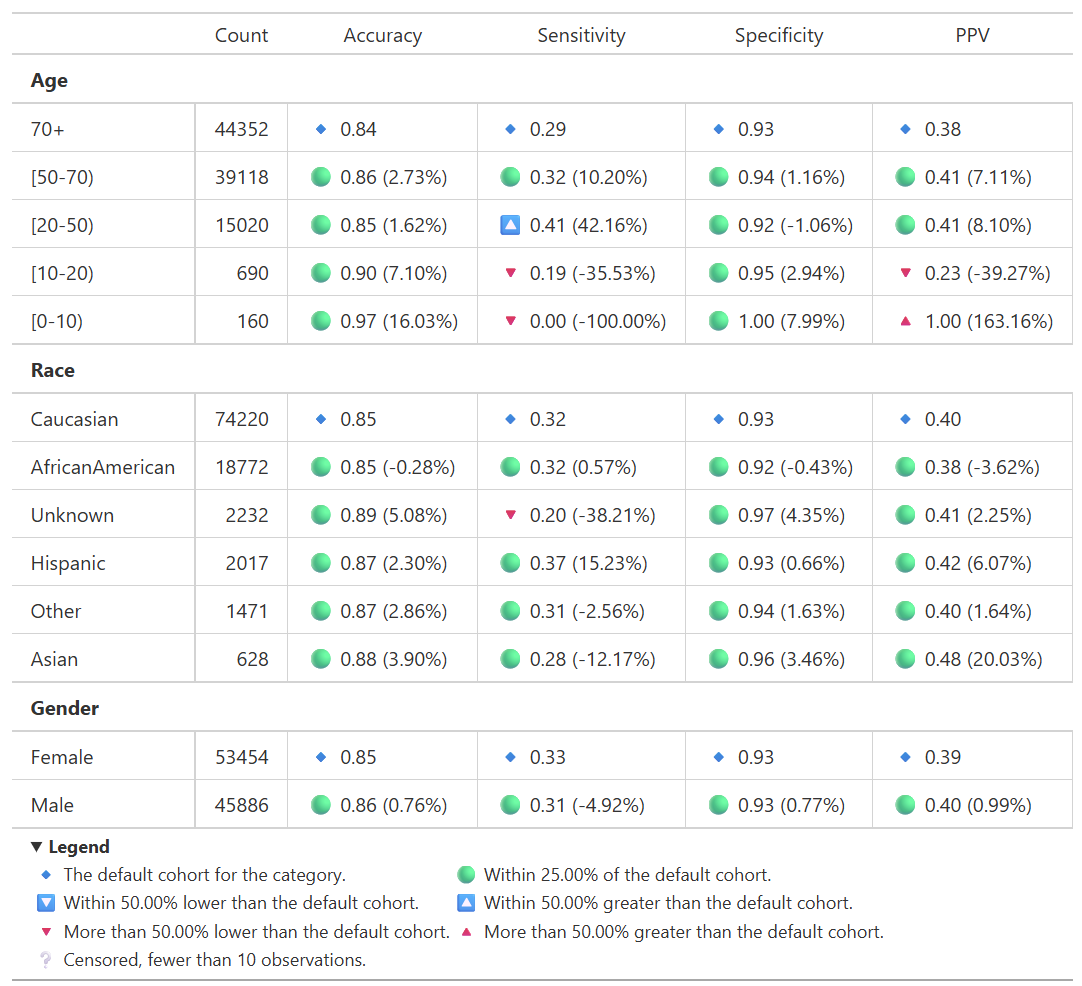 Count Accuracy Sensitivity Specificity PPV
Age
70+ 44352 0.84 0.29 0.93 0.38
[50-70) 39118 0.86 (2.73%) 0.32 (10.20%) 0.94 (1.16%) 0.41 (7.11%)
[20-50) 15020 0.85 (1.62%) 0.41 (42.16%) 0.92 (-1.06%) 0.41 (8.10%)
[10-20) 690 0.90 (7.10%) 0.19 (-35.53%) 0.95 (2.94%) 0.23 (-39.27%)
[0-10) 160 0.97 (16.03%) 0.00 (-100.00%) 1.00 (7.99%) 1.00 (163.16%)
Race
Caucasian 74220 0.85 0.32 0.93 0.40
AfricanAmerican 18772 0.85 (-0.28%) 0.32 (0.57%) 0.92 (-0.43%) 0.38 (-3.62%)
Unknown 2232 0.89 (5.08%) 0.20 (-38.21%) 0.97 (4.35%) 0.41 (2.25%)
Hispanic 2017 0.87 (2.30%) 0.37 (15.23%) 0.93 (0.66%) 0.42 (6.07%)
Other 1471 0.87 (2.86%) 0.31 (-2.56%) 0.94 (1.63%) 0.40 (1.64%)
Asian 628 0.88 (3.90%) 0.28 (-12.17%) 0.96 (3.46%) 0.48 (20.03%)
Gender
Female 53454 0.85 0.33 0.93 0.39
Male 45886 0.86 (0.76%) 0.31 (-4.92%) 0.93 (0.77%) 0.40 (0.99%)
Legend
The default cohort for the category. Within 25.00% of the default cohort.
Within 50.00% lower than the default cohort. Within 50.00% greater than the default cohort.
More than 50.00% lower than the default cohort. More than 50.00% greater than the default cohort.
Censored, fewer than 10 observations.